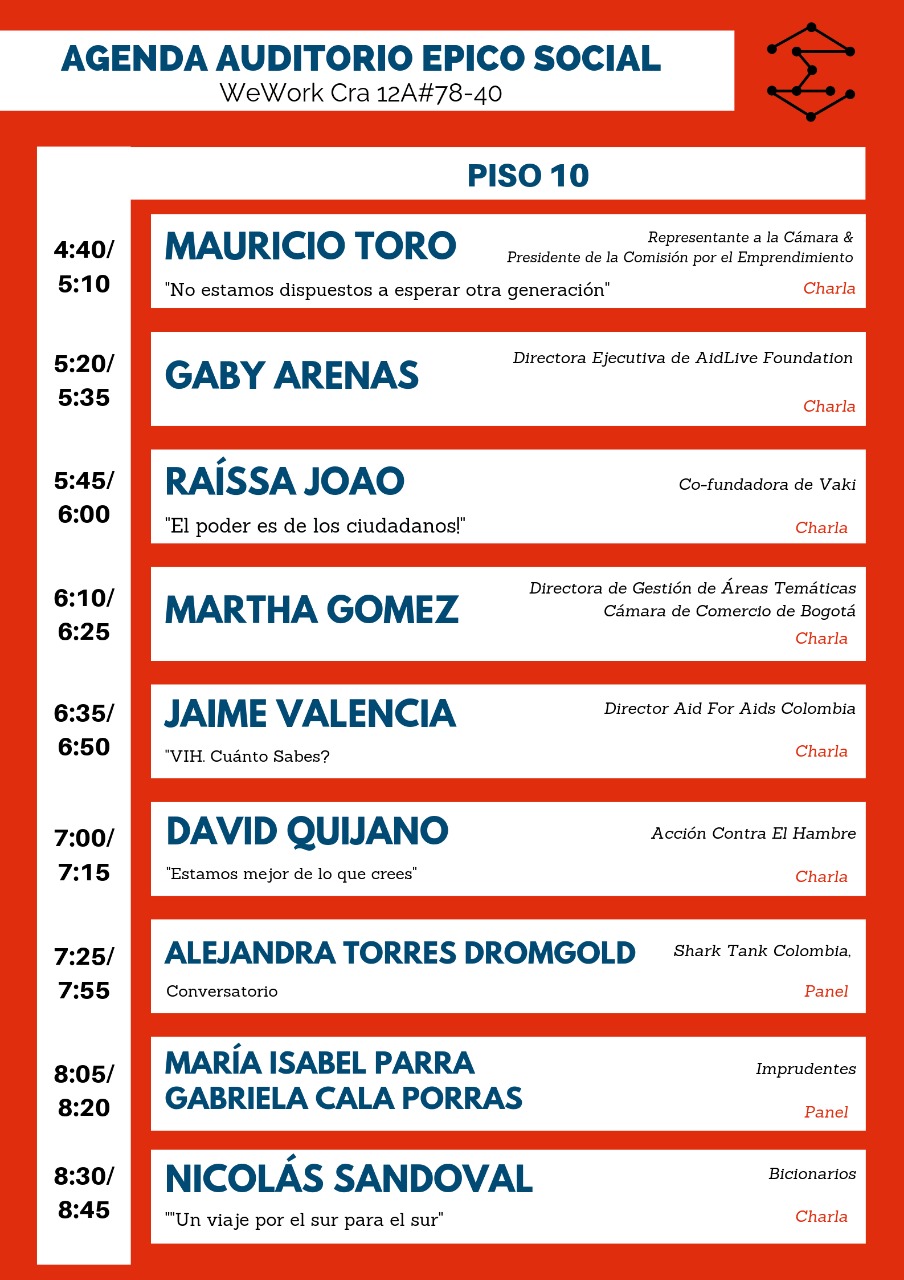 AGENDA AUDITORIO EPICO SOCIAL
WeWork Cra 12A#78-40
PISO 10
4:40/
5:10
MAURICIO TORO
Representante a la Cámara &
Presidente de la Comisión por el Emprendimiento
"No estamos dispuestos a esperar otra generación"
Charla
5:20/
5:35
GABY ARENAS
Directora Ejecutiva de AidLive Foundation
Charla
5:45/
6:00
RAÍSSA JOAO
Co-fundadora de Vaki
"El poder es de los ciudadanos!"
Charla
6:10/
6:25
MARTHA GOMEZ
Directora de Gestión de Áreas Temáticas
Cámara de Comercio de Bogotá
Charla
6:35/
6:50
JAIME VALENCIA
Director Aid For Aids Colombia
"VIH. Cuánto Sabes?
Charla
7:00/
7:15
DAVID QUIJANO
Acción Contra El Hambre
"Estamos mejor de lo que crees"
Charla
7:25/
7:55
ALEJANDRA TORRES DROMGOLD
Shark Tank Colombia,
Conversatorio
Panel
8:05/
8:20
MARÍA ISABEL PARRA
GABRIELA CALA PORRAS
Imprudentes
Panel
8:30/
8:45
NICOLÁS SANDOVAL
Bicionarios
""Un viaje por el sur para el sur"
Charla